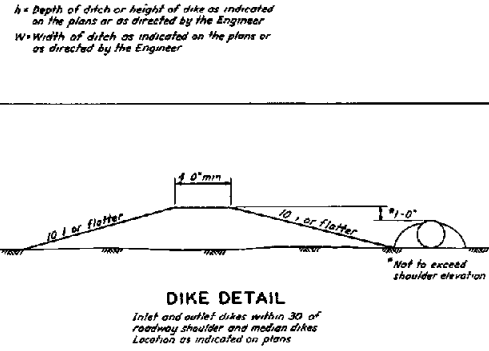 h = Depth of ditch or height of dike as indicated
on the plans or as directed by the Engineer
W = Width of ditch as indicated on the plans or
as directed by the Engineer
4'-0" min
10:1 or flatter
10:1 or flatter
*1'-0"
*Not to exceed
shoulder elevation
DIKE DETAIL
Inlet and outlet dikes within 30' of
roadway shoulder and median dikes
Location as indicated on plans